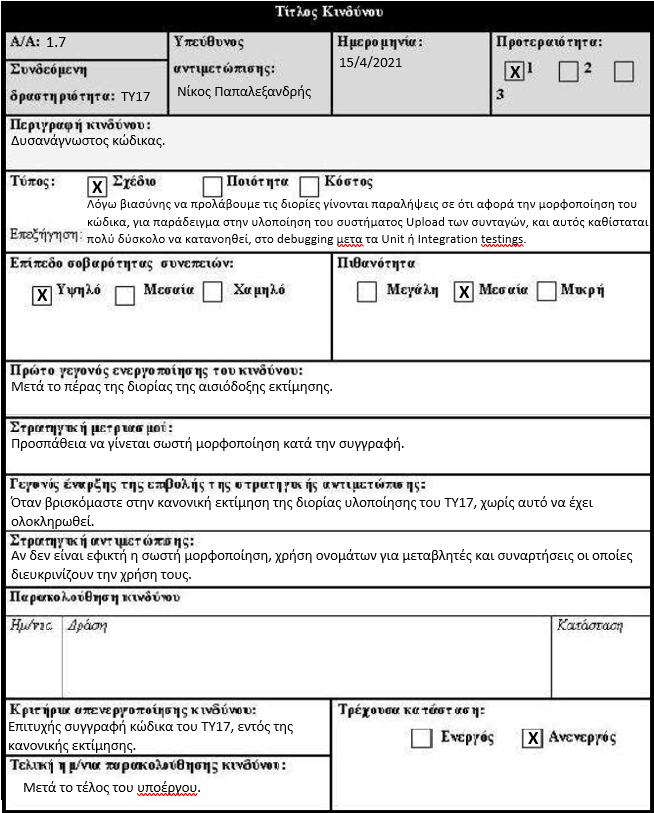 Τίτλος Κινδύνου
Α/Α: 1.7
Συνδεόμενη
δραστηριότητα: ΤΥ17
Υπεύθυνος
αντιμετώπισης:
Νίκος Παπαλεξανδρής
Ημερομηνία:
15/4/2021
Προτεραιότητα:
X 1 2
3
Περιγραφή κινδύνου:
Δυσανάγνωστος κώδικας.
Τύπος: X Σχέδιο Ποιότητα Κόστος
Λόγω βιασύνης να προλάβουμε τις διορίες γίνονται παραλήψεις σε ότι αφορά την μορφοποίηση του
κώδικα, για παράδειγμα στην υλοποίηση του συστήματος Upload των συνταγών, και αυτός καθίσταται
Επεξήγηση: πολύ δύσκολο να κατανοηθεί, στο debugging μετα τα Unit ή Integration testings.
Επίπεδο σοβαρότητας συνεπειών:
X Υψηλό Μεσαία Χαμηλό
Πιθανότητα
Μεγάλη X Μεσαία Μικρή
Πρώτο γεγονός ενεργοποίησης του κινδύνου:
Μετά το πέρας της διορίας της αισιόδοξης εκτίμησης.
Στρατηγική μετριασμού:
Προσπάθεια να γίνεται σωστή μορφοποίηση κατά την συγγραφή.
Γεγονός έναρξης της επιβολής της στρατηγικής αντιμετώπισης:
Όταν βρισκόμαστε στην κανονική εκτίμηση της διορίας υλοποίησης του ΤΥ17, χωρίς αυτό να έχει
ολοκληρωθεί.
Στρατηγική αντιμετώπισης:
Αν δεν είναι εφικτή η σωστή μορφοποίηση, χρήση ονομάτων για μεταβλητές και συναρτήσεις οι οποίες
διευκρινίζουν την χρήση τους.
Παρακολούθηση κινδύνου
Ημ/νια Δράση Κατάσταση
Κριτήρια απενεργοποίησης κινδύνου:
Επιτυχής συγγραφή κώδικα του ΤΥ17, εντός της
κανονικής εκτίμησης.
Τελική ημ/νια παρακολούθησης κινδύνου:
Μετά το τέλος του υποέργου.
Τρέχουσα κατάσταση:
Ενεργός X Ανενεργός